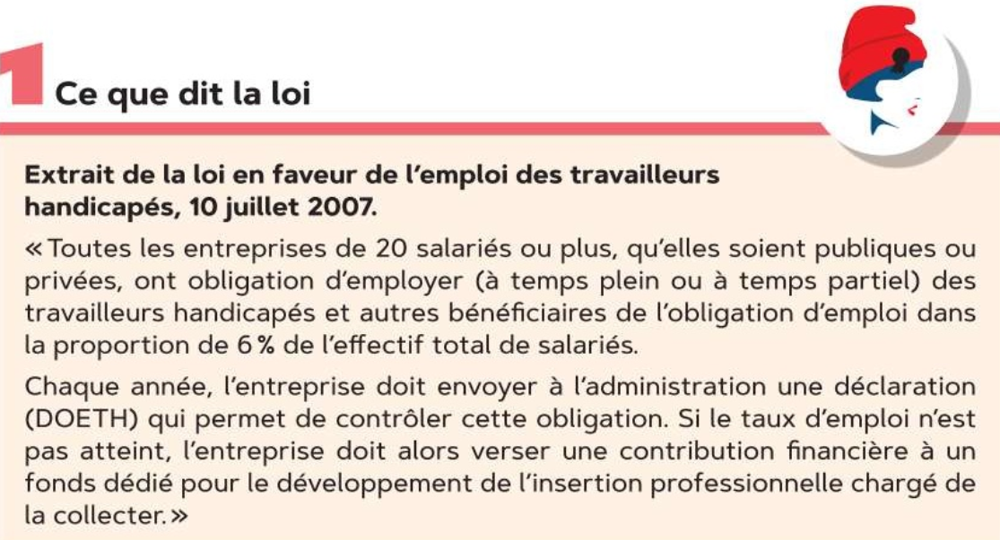 1
Ce que dit la loi
Extrait de la loi en faveur de l’emploi des travailleurs
handicapés, 10 juillet 2007.
« Toutes les entreprises de 20 salariés ou plus, qu’elles soient publiques ou
privées, ont obligation d’employer (à temps plein ou à temps partiel) des
travailleurs handicapés et autres bénéficiaires de l’obligation d’emploi dans
la proportion de 6 % de l’effectif total de salariés.
Chaque année, l’entreprise doit envoyer à l’administration une déclaration
(DOETH) qui permet de contrôler cette obligation. Si le taux d’emploi n’est
pas atteint, l’entreprise doit alors verser une contribution financière à un
fonds dédié pour le développement de l’insertion professionnelle chargé de
la collecter. »